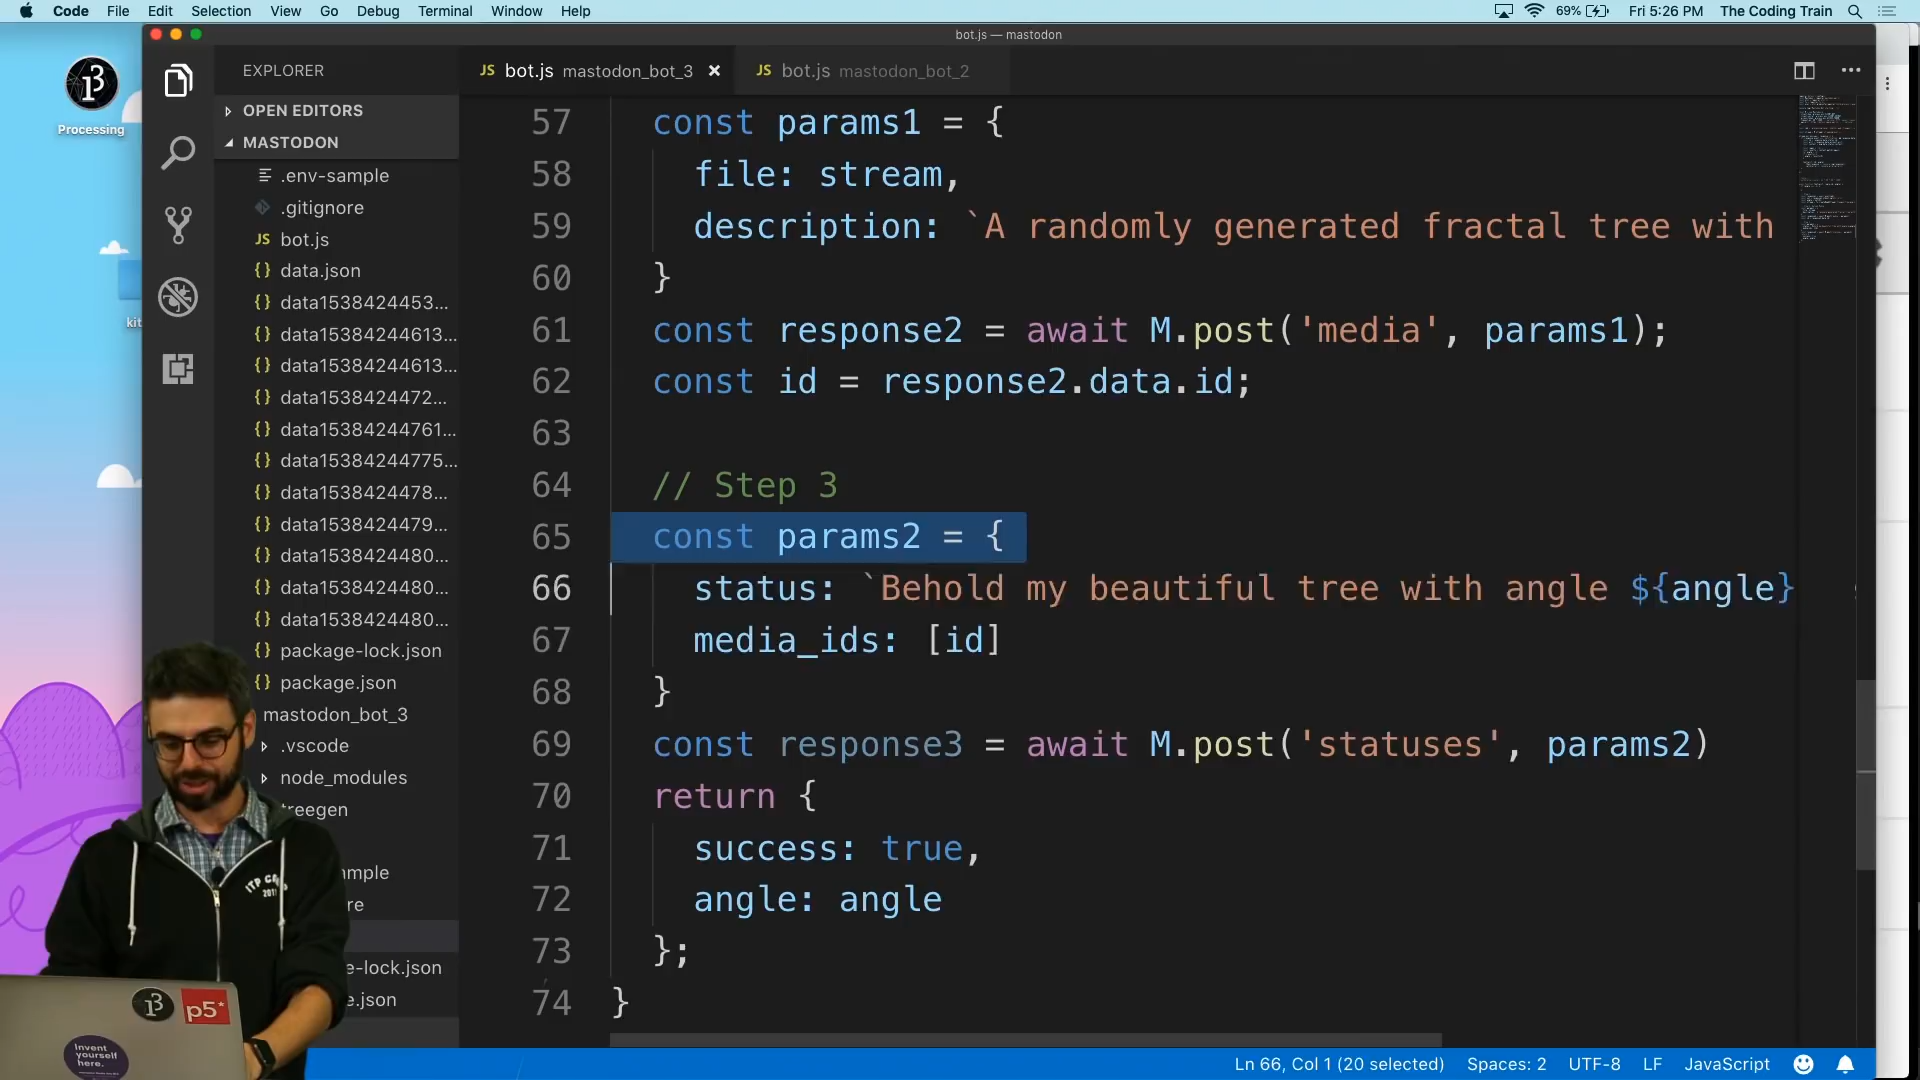 Code File Edit Selection View Go Debug Terminal Window Help 69% Fri 5:26 PM The Coding Train
bot.js — mastodon
Processing
kit
EXPLORER
OPEN EDITORS
MASTODON
.env-sample
.gitignore
JS bot.js
{} data.json
{} data1538424453...
{} data15384244613...
{} data15384244613...
{} data1538424472...
{} data15384244761...
{} data15384244775...
{} data1538424478...
{} data1538424479...
{} data1538424480...
{} data1538424480...
{} data1538424480...
{} package-lock.json
{} package.json
mastodon_bot_3
.vscode
node_modules
treegen
mple
re
e-lock.json
e.json
JS bot.js mastodon_bot_3 × JS bot.js mastodon_bot_2
57 const params1 = {
58 file: stream,
59 description: `A randomly generated fractal tree with
60 }
61 const response2 = await M.post('media', params1);
62 const id = response2.data.id;
63
64 // Step 3
65 const params2 = {
66 status: `Behold my beautiful tree with angle ${angle}
67 media_ids: [id]
68 }
69 const response3 = await M.post('statuses', params2)
70 return {
71 success: true,
72 angle: angle
73 };
74 }
ITP
p5*
Invent
yourself
here.
Ln 66, Col 1 (20 selected) Spaces: 2 UTF-8 LF JavaScript